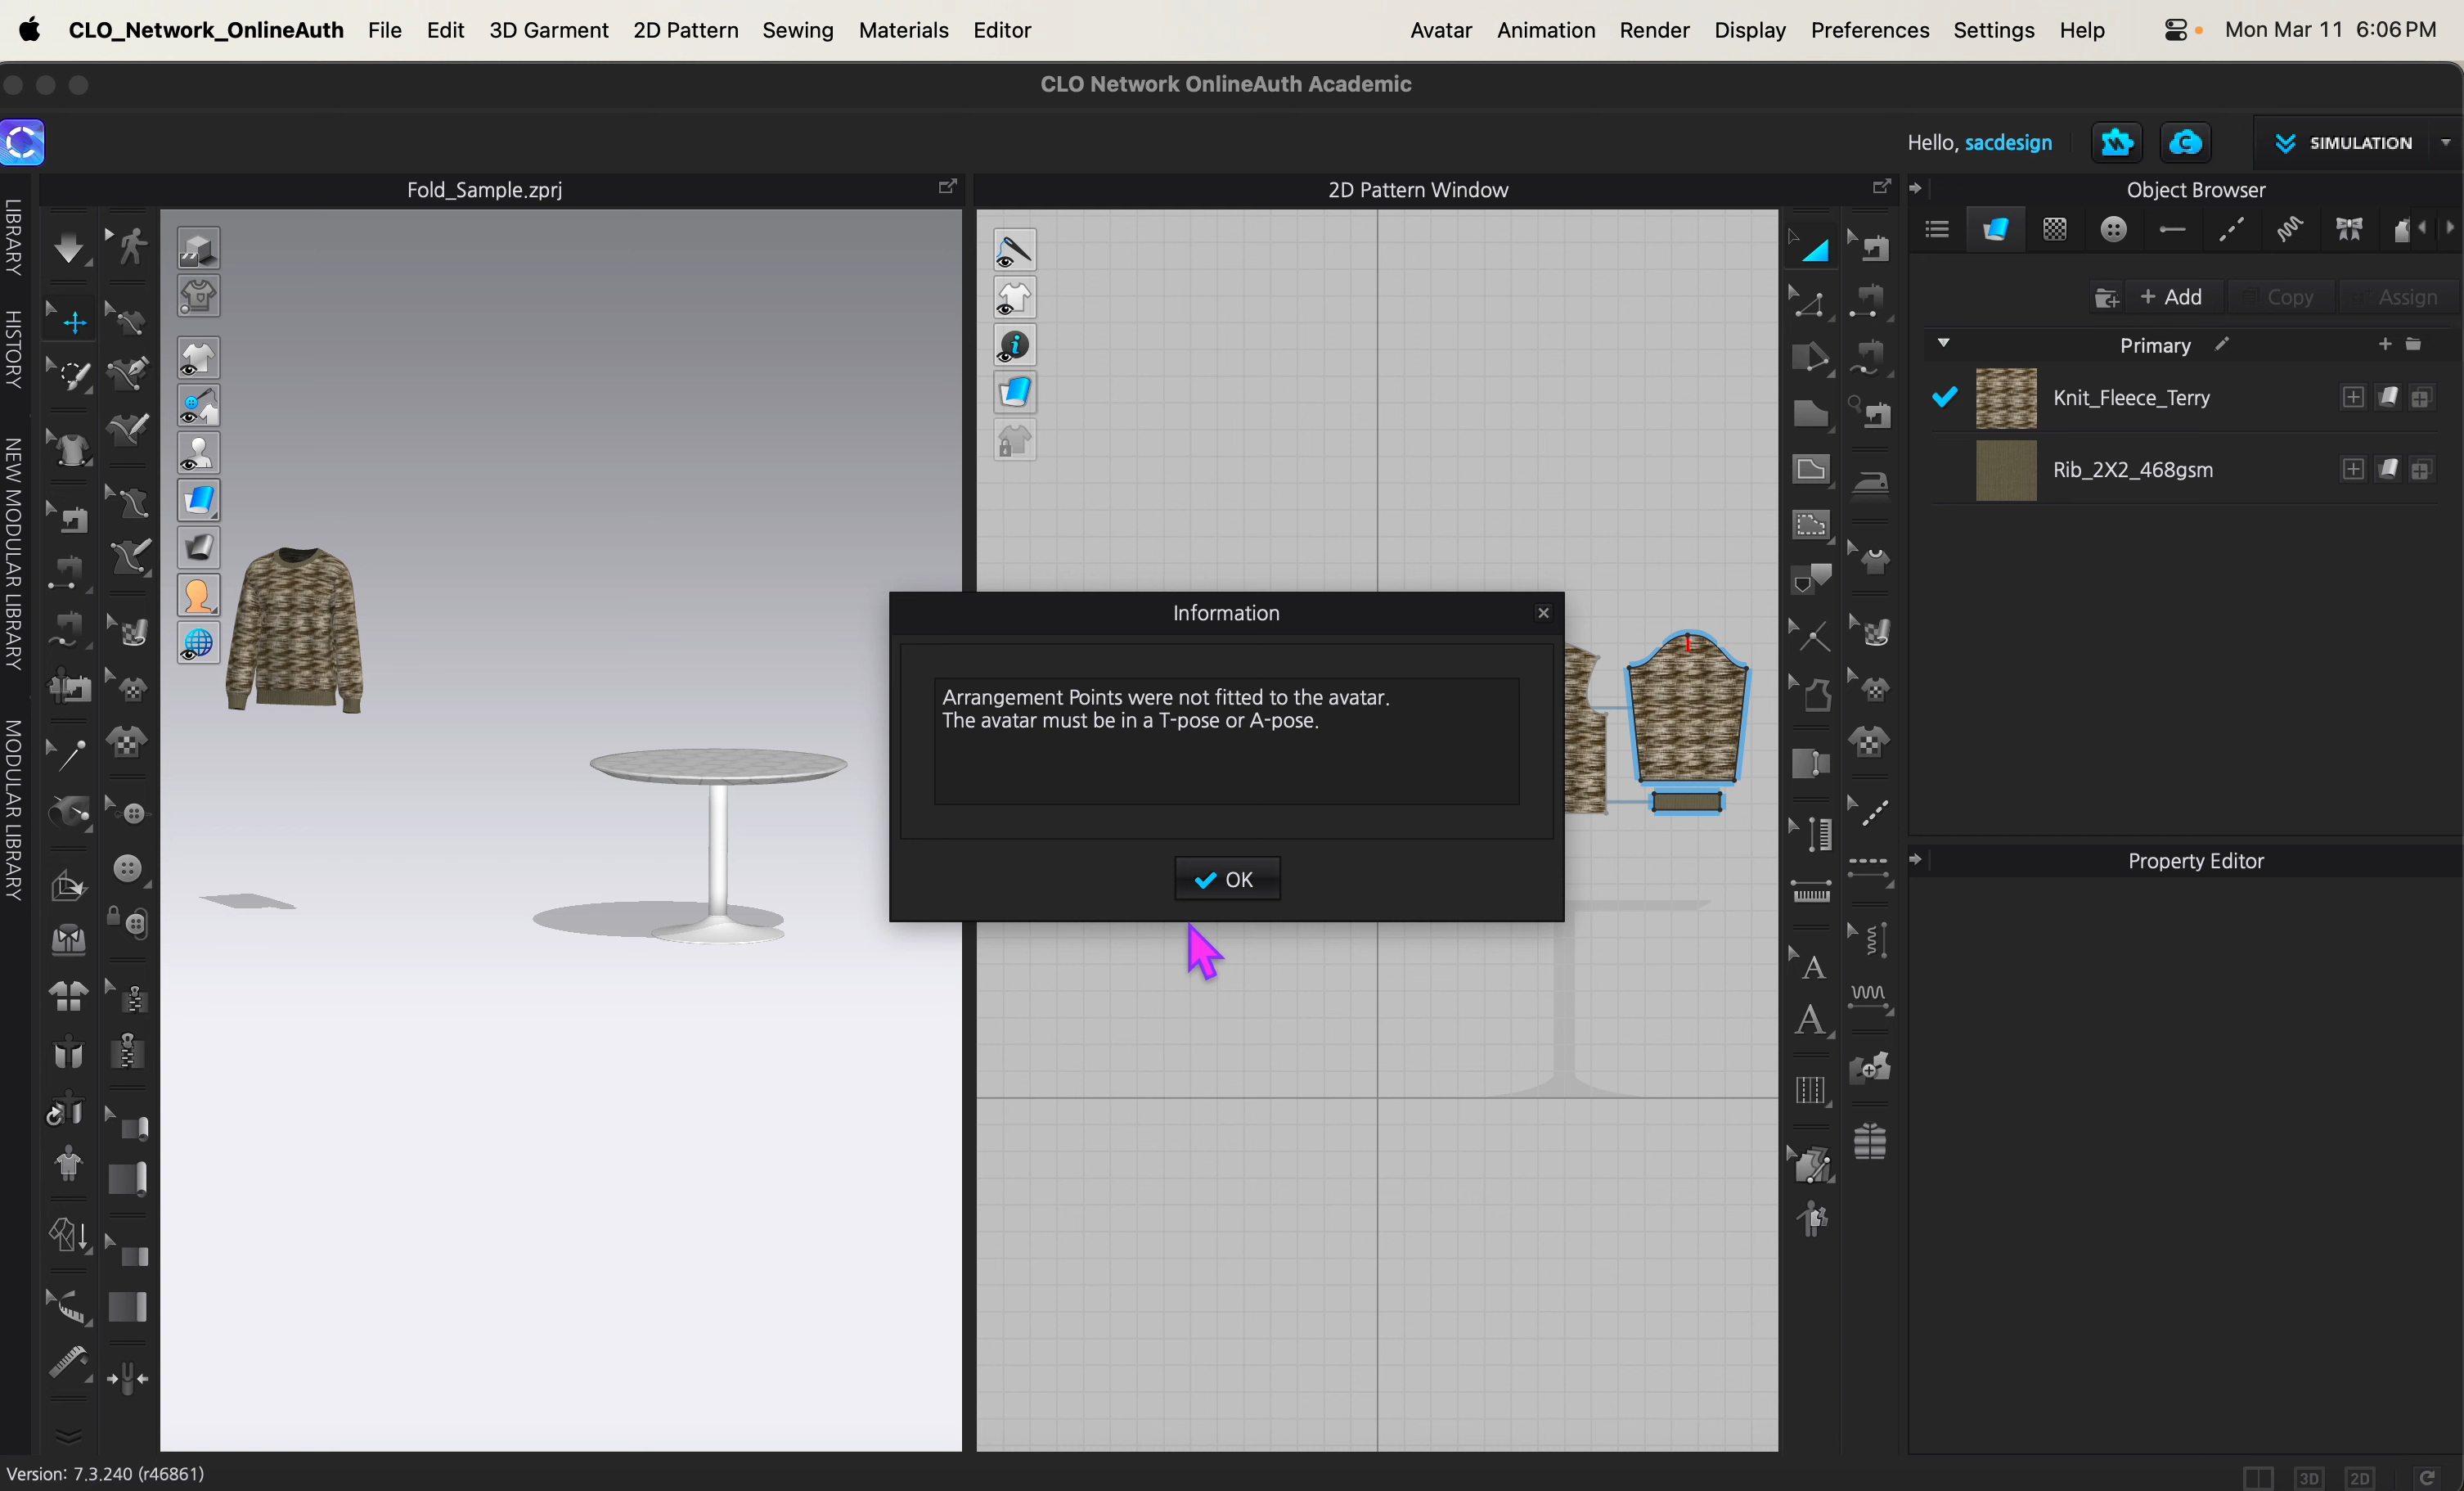 CLO_Network_OnlineAuth File Edit 3D Garment 2D Pattern Sewing Materials Editor Avatar Animation Render Display Preferences Settings Help Mon Mar 11 6:06 PM
CLO Network OnlineAuth Academic
Hello, sacdesign
SIMULATION
Fold_Sample.zprj
2D Pattern Window
Object Browser
LIBRARY
HISTORY
NEW MODULAR LIBRARY
MODULAR LIBRARY
+ Add
Copy
Assign
Primary
Knit_Fleece_Terry
Rib_2X2_468gsm
Information
Arrangement Points were not fitted to the avatar.
The avatar must be in a T-pose or A-pose.
OK
Property Editor
A
A
Version: 7.3.240 (r46861)
3D
2D